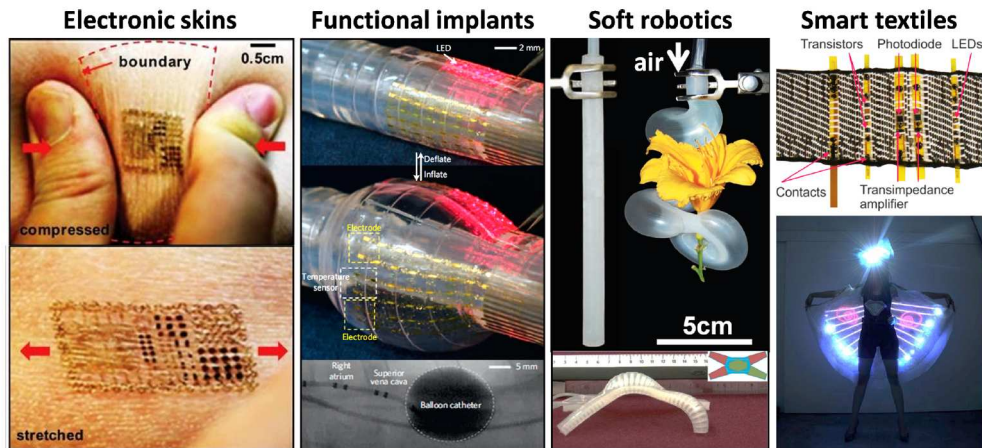 Electronic skins
0.5cm
boundary
compressed
stretched
Functional implants
LED
2 mm
Deflate
Inflate
Electrode
Temperature
sensor
Electrode
5 mm
Right
atrium
Superior
vena cava
Balloon catheter
Soft robotics
air
5cm
Smart textiles
Transistors Photodiode LEDs
Contacts
Transimpedance
amplifier